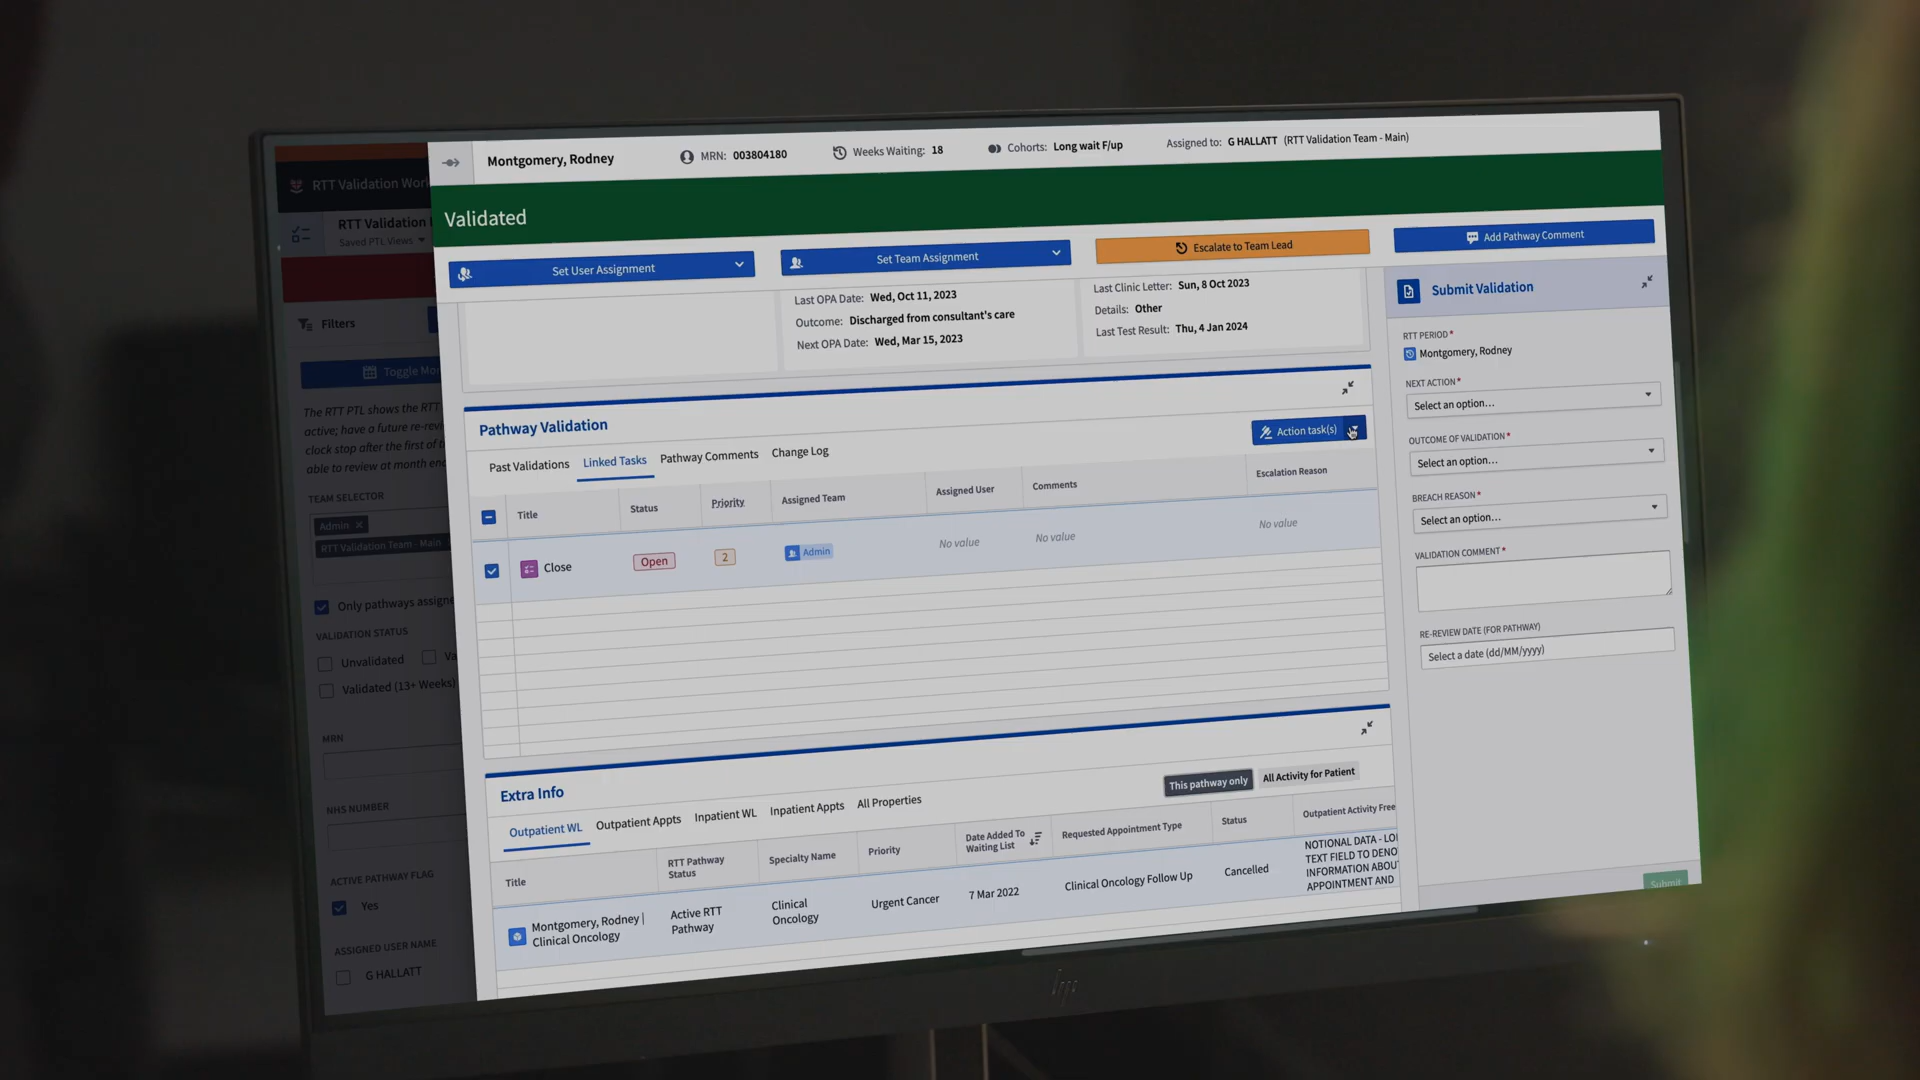 Montgomery, Rodney
MRN: 003804180
Weeks Waiting: 18
Cohorts: Long wait F/up
Assigned to: G HALLATT (RTT Validation Team - Main)
Validated
Set User Assignment
Set Team Assignment
Escalate to Team Lead
Add Pathway Comment
RTT Validation
Saved PTL Views
Filters
Toggle
The RTT PTL shows the RTT
active; have a future
clock stop after the first of
able to review at month
TEAM SELECTOR
Admin ×
RTT Validation Team - Main
Only pathways
VALIDATION STATUS
Unvalidated
Validated (13+ Weeks)
MRN
NHS NUMBER
ACTIVE PATHWAY FLAG
Yes
ASSIGNED USER NAME
G HALLATT
Last OPA Date: Wed, Oct 11, 2023
Outcome: Discharged from consultant's care
Next OPA Date: Wed, Mar 15, 2023
Last Clinic Letter: Sun, 8 Oct 2023
Details: Other
Last Test Result: Thu, 4 Jan 2024
Pathway Validation
Action task(s)
Past Validations
Linked Tasks
Pathway Comments
Change Log
Title
Status
Priority
Assigned Team
Assigned User
Comments
Escalation Reason
Close
Open
2
Admin
No value
No value
No value
Extra Info
This pathway only
All Activity for Patient
Outpatient WL
Outpatient Appts
Inpatient WL
Inpatient Appts
All Properties
Title
RTT Pathway
Status
Specialty Name
Priority
Date Added To
Waiting List
Requested Appointment Type
Status
Outpatient Activity Free
Montgomery, Rodney |
Clinical Oncology
Active RTT
Pathway
Clinical
Oncology
Urgent Cancer
7 Mar 2022
Clinical Oncology Follow Up
Cancelled
NOTIONAL DATA - LO
TEXT FIELD TO DENO
INFORMATION ABOU
APPOINTMENT AND
Submit Validation
RTT PERIOD *
Montgomery, Rodney
NEXT ACTION *
Select an option...
OUTCOME OF VALIDATION *
Select an option...
BREACH REASON *
Select an option...
VALIDATION COMMENT *
RE-REVIEW DATE (FOR PATHWAY)
Select a date (dd/MM/yyyy)
Submit
hp